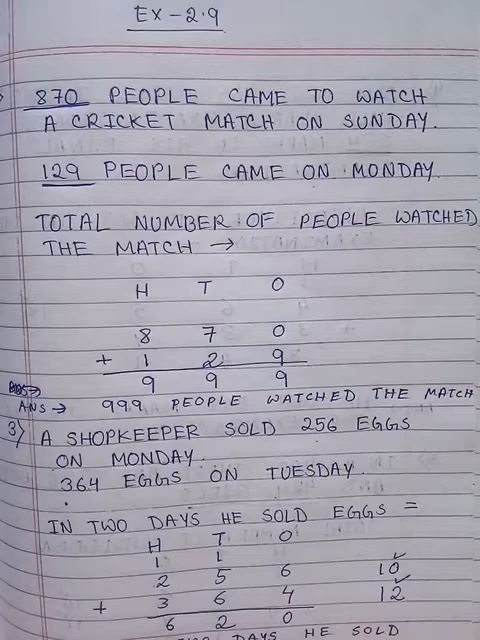 EX - 2.9
870 PEOPLE CAME TO WATCH
A CRICKET MATCH ON SUNDAY.
129 PEOPLE CAME ON MONDAY.
TOTAL NUMBER OF PEOPLE WATCHED
THE MATCH →
H T O
8 7 0
+ 1 2 9
9 9 9
ANS → 999 PEOPLE WATCHED THE MATCH
3) A SHOPKEEPER SOLD 256 EGGS
ON MONDAY.
364 EGGS ON TUESDAY.
IN TWO DAYS HE SOLD EGGS =
H T O
1 1
2 5 6 10
+ 3 6 4 12
6 2 0
DAYS HE SOLD